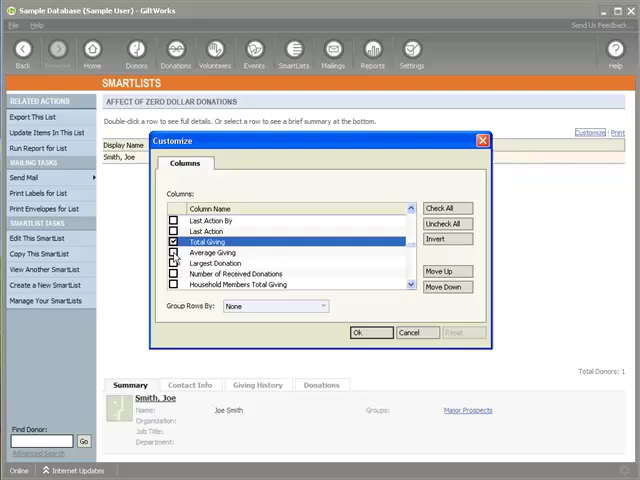 Sample Database (Sample User) - GiftWorks
File Help
Send Us Feedback...
Back
Home
Donors
Donations
Volunteers
Events
SmartLists
Mailings
Reports
Settings
Help
RELATED ACTIONS
Export This List
Update Items In This List
Run Report for List
MAILING TASKS
Send Mail
Print Labels for List
Print Envelopes for List
SMARTLIST TASKS
Edit This SmartList
Copy This SmartList
View Another SmartList
Create a New SmartList
Manage Your SmartLists
Find Donor:
Go
Advanced Search
SMARTLISTS
AFFECT OF ZERO DOLLAR DONATIONS
Double-click a row to see full details. Or select a row to see a brief summary at the bottom.
Customize | Print
Display Name
Smith, Joe
Customize
Columns
Columns:
Column Name
Last Action By
Last Action
Total Giving
Average Giving
Largest Donation
Number of Received Donations
Household Members Total Giving
Check All
Uncheck All
Invert
Move Up
Move Down
Group Rows By: None
Ok
Cancel
Reset
Total Donors: 1
Summary
Contact Info
Giving History
Donations
Smith, Joe
Name: Joe Smith
Groups: Major Prospects
Organization:
Job Title:
Department:
Online
Internet Updates